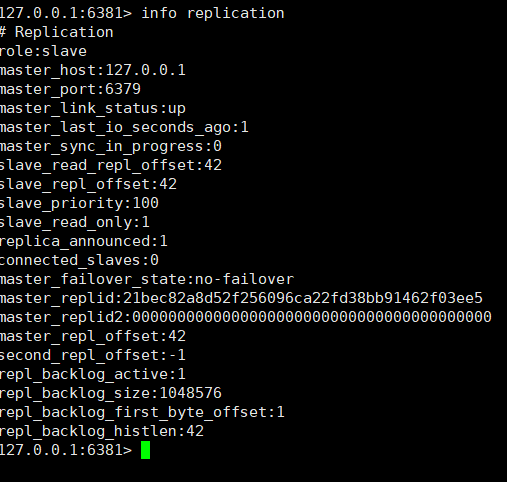 127.0.0.1:6381> info replication
# Replication
role:slave
master_host:127.0.0.1
master_port:6379
master_link_status:up
master_last_io_seconds_ago:1
master_sync_in_progress:0
slave_read_repl_offset:42
slave_repl_offset:42
slave_priority:100
slave_read_only:1
replica_announced:1
connected_slaves:0
master_failover_state:no-failover
master_replid:21bec82a8d52f256096ca22fd38bb91462f03ee5
master_replid2:0000000000000000000000000000000000000000
master_repl_offset:42
second_repl_offset:-1
repl_backlog_active:1
repl_backlog_size:1048576
repl_backlog_first_byte_offset:1
repl_backlog_histlen:42
127.0.0.1:6381>